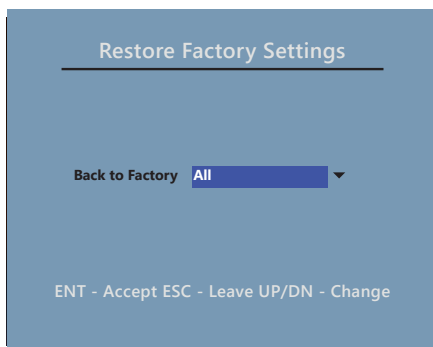 Restore Factory Settings
Back to Factory All
ENT - Accept ESC - Leave UP/DN - Change